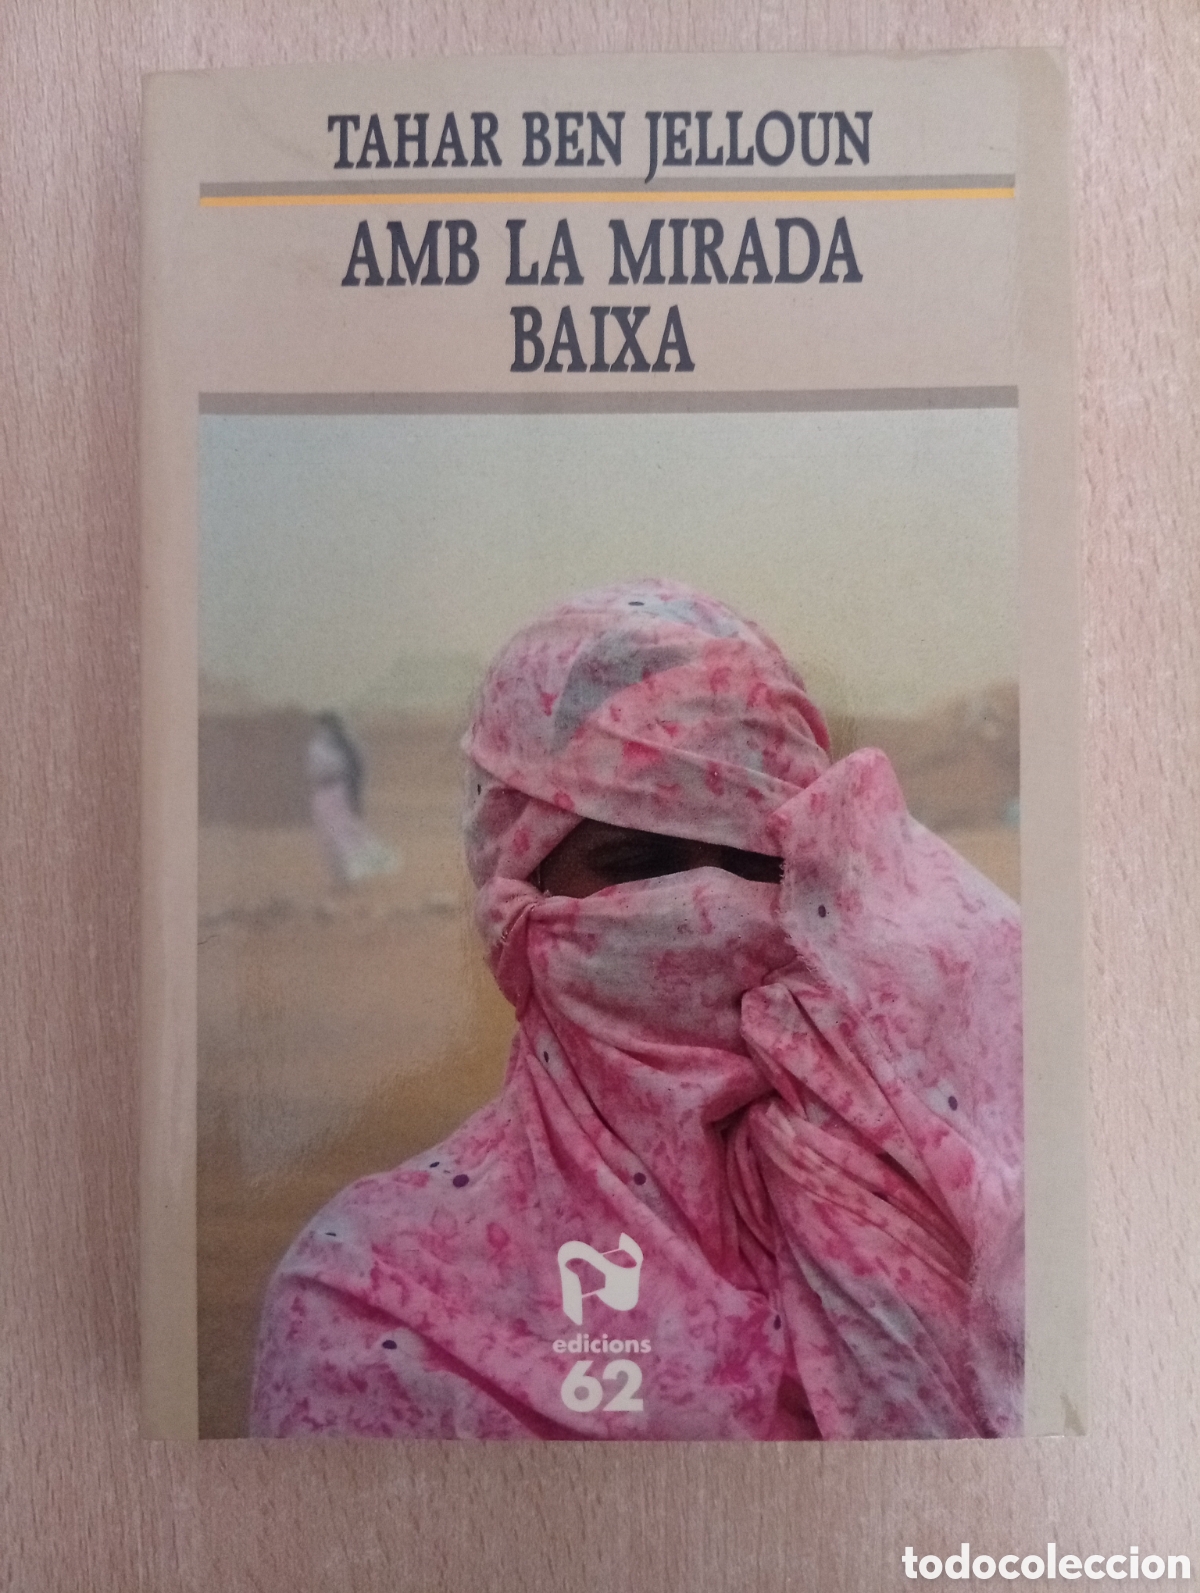 TAHAR BEN JELLOUN
AMB LA MIRADA
BAIXA
edicions
62
todocoleccion